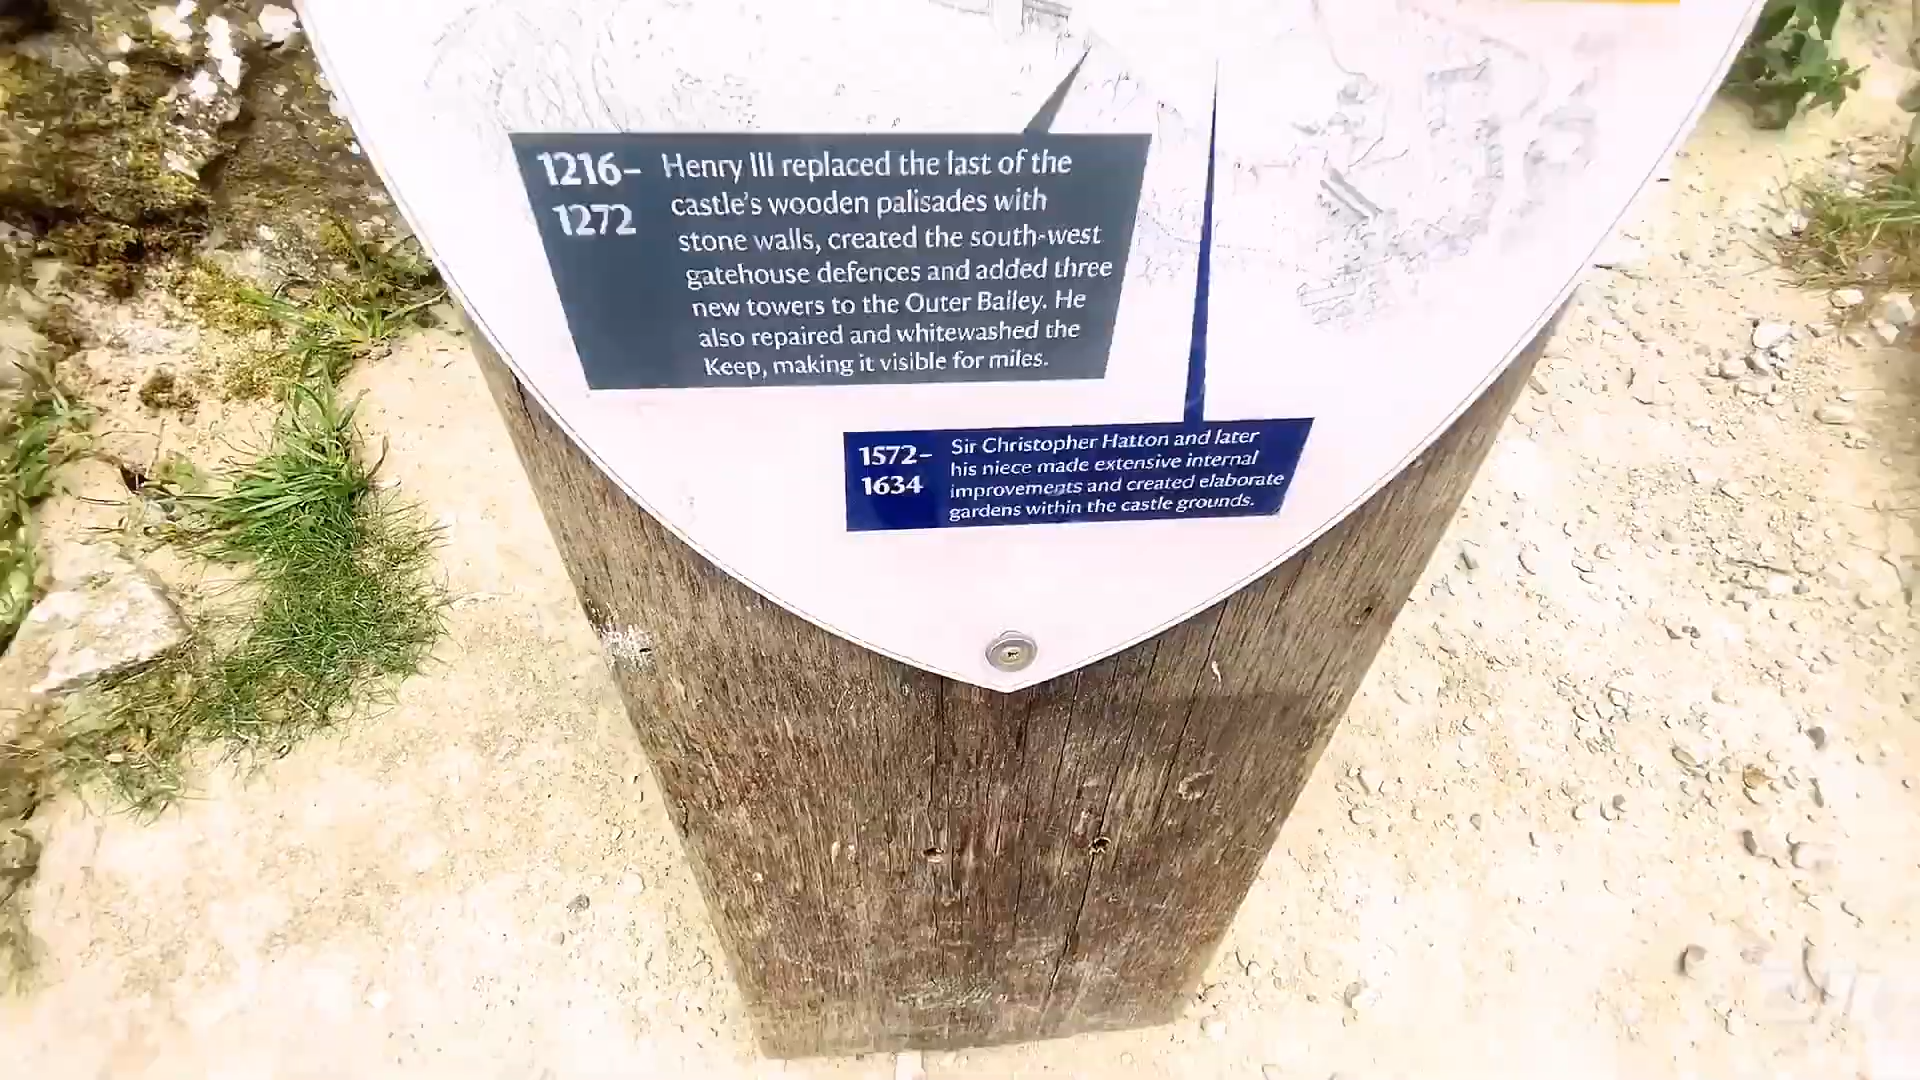 1216–
1272
Henry III replaced the last of the
castle's wooden palisades with
stone walls, created the south-west
gatehouse defences and added three
new towers to the Outer Bailey. He
also repaired and whitewashed the
Keep, making it visible for miles.
1572–
1634
Sir Christopher Hatton and later
his niece made extensive internal
improvements and created elaborate
gardens within the castle grounds.